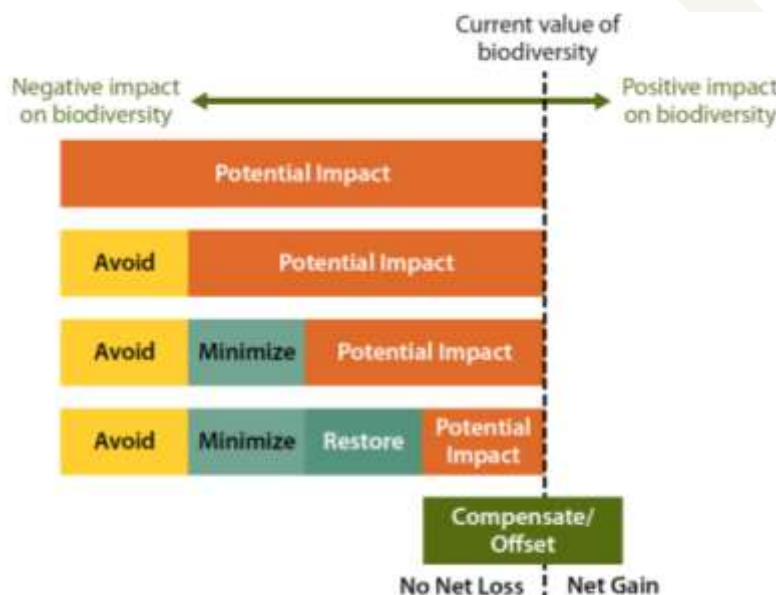 Current value of
biodiversity
Negative impact
on biodiversity
Positive impact
on biodiversity
Potential Impact
Avoid Potential Impact
Avoid Minimize Potential Impact
Avoid Minimize Restore Potential
Impact
Compensate/
Offset
No Net Loss Net Gain